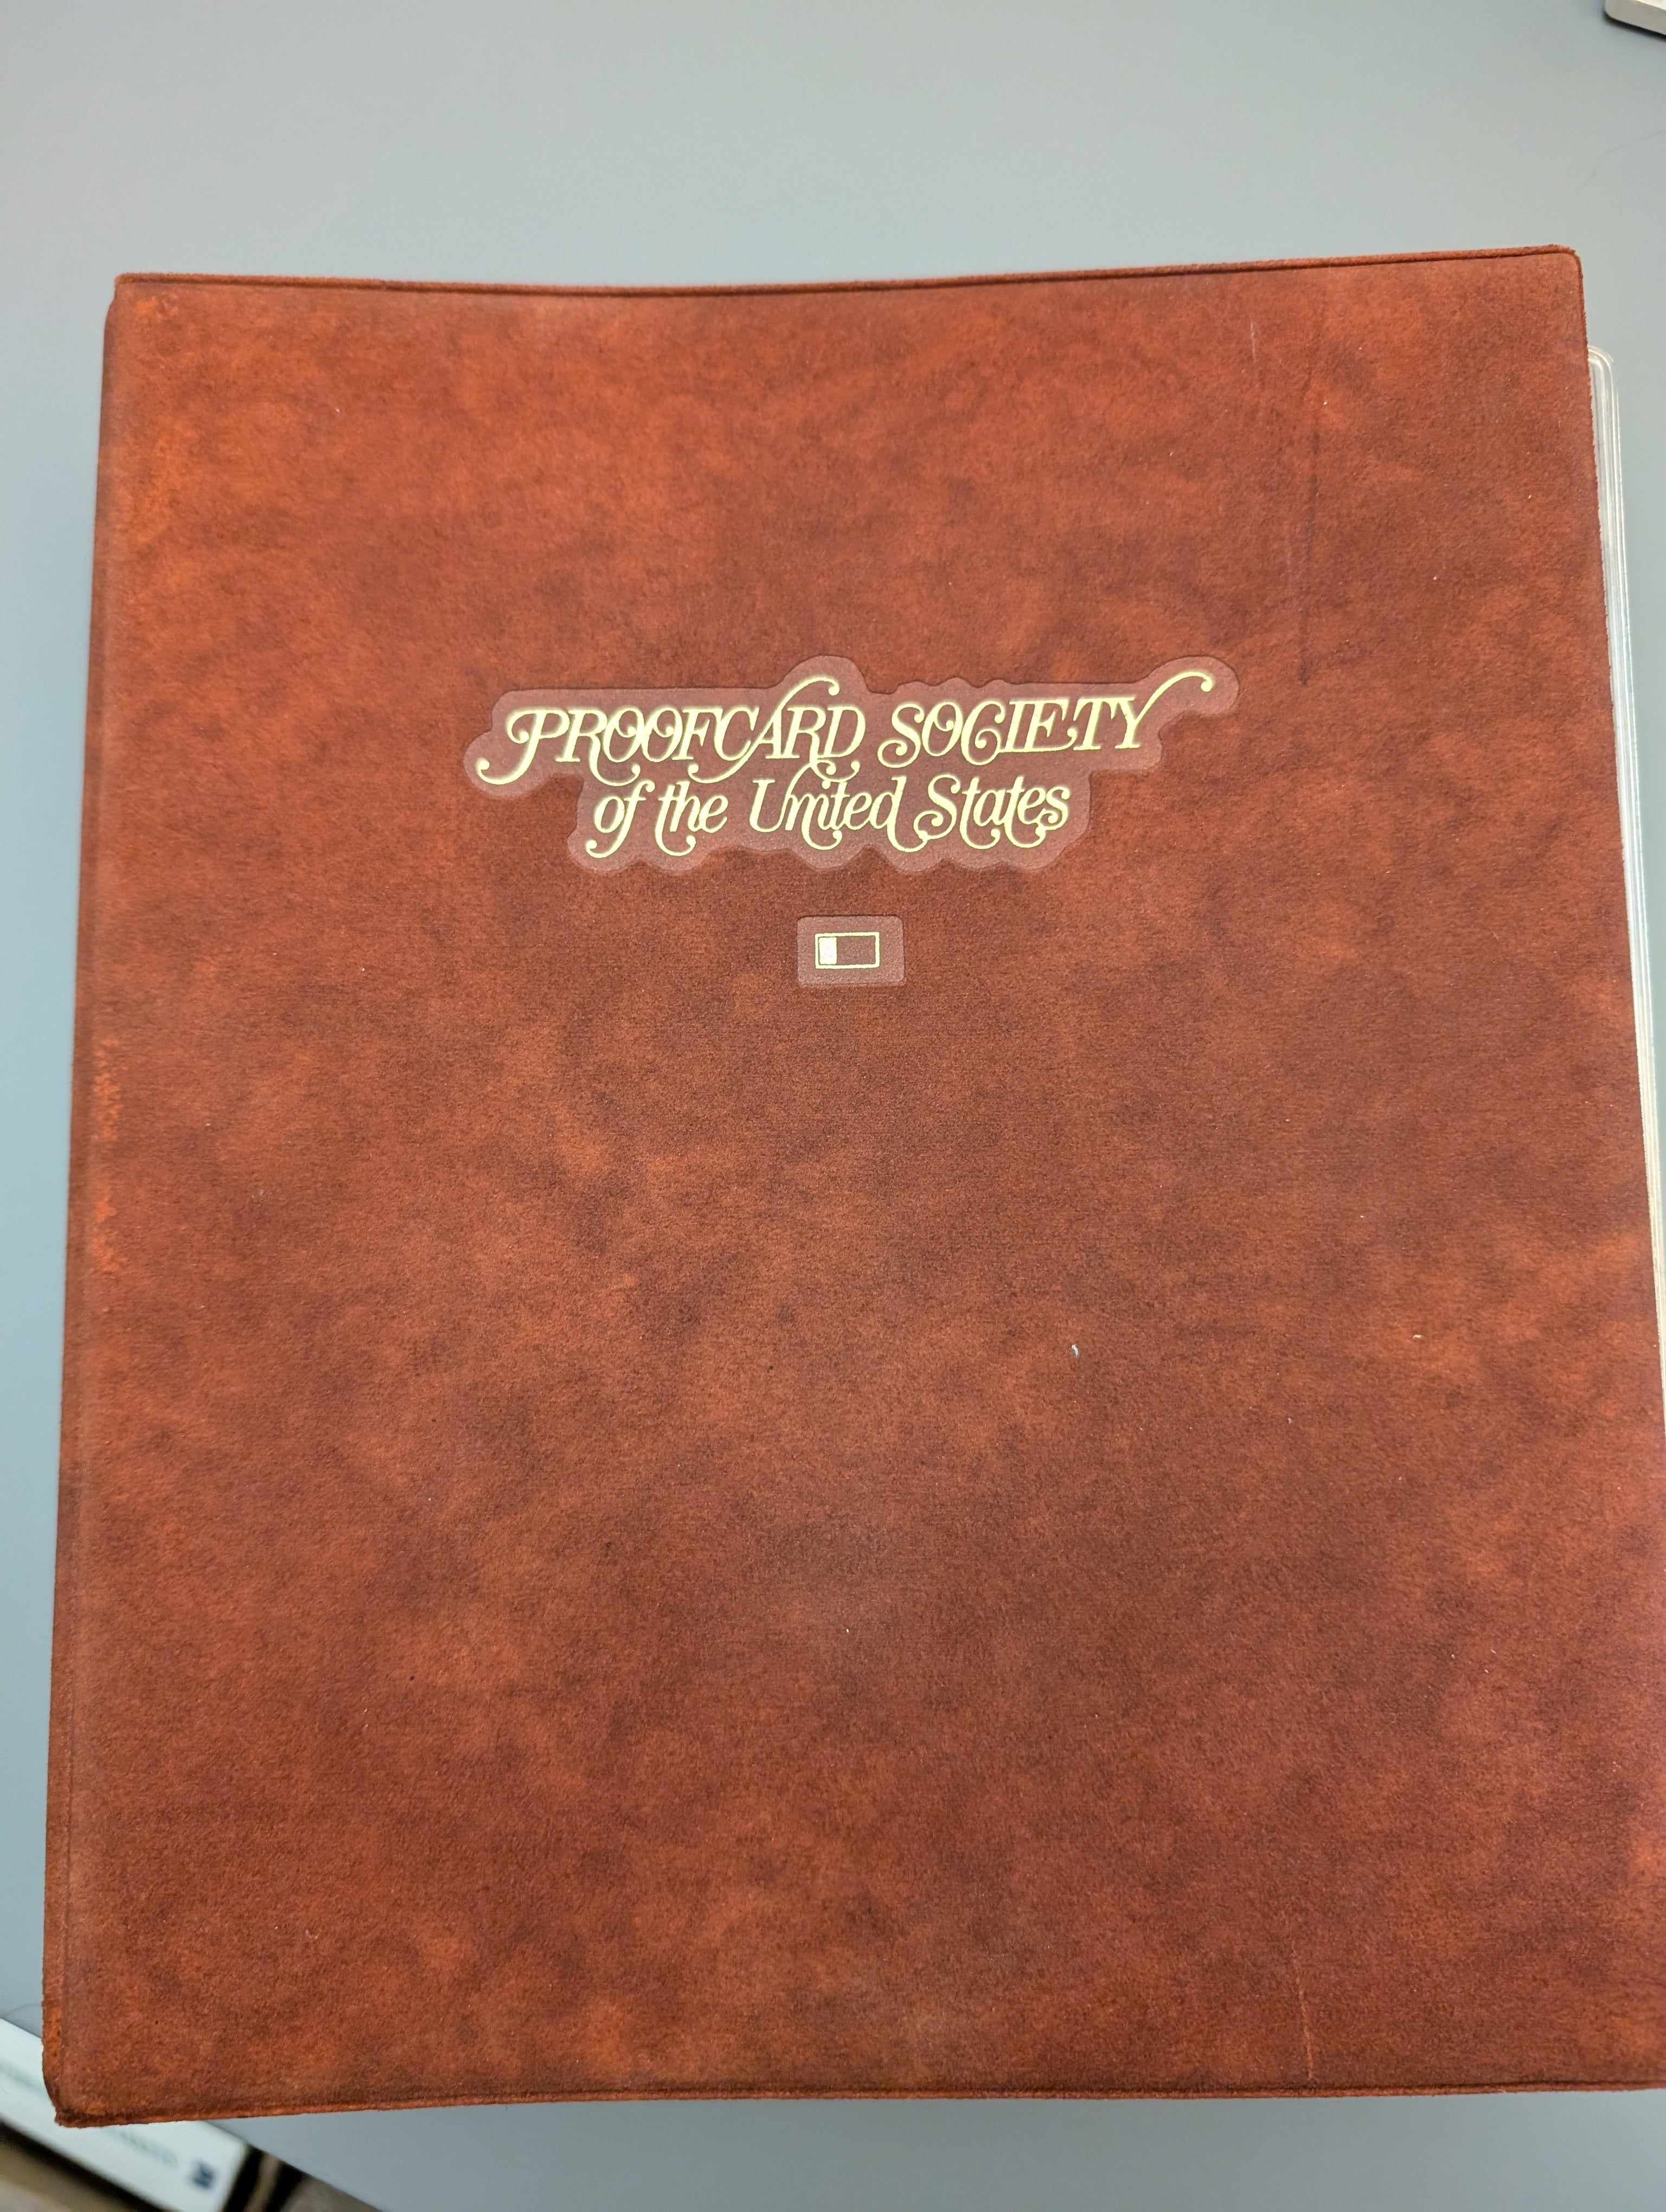 PROOFCARD SOCIETY
of the United States